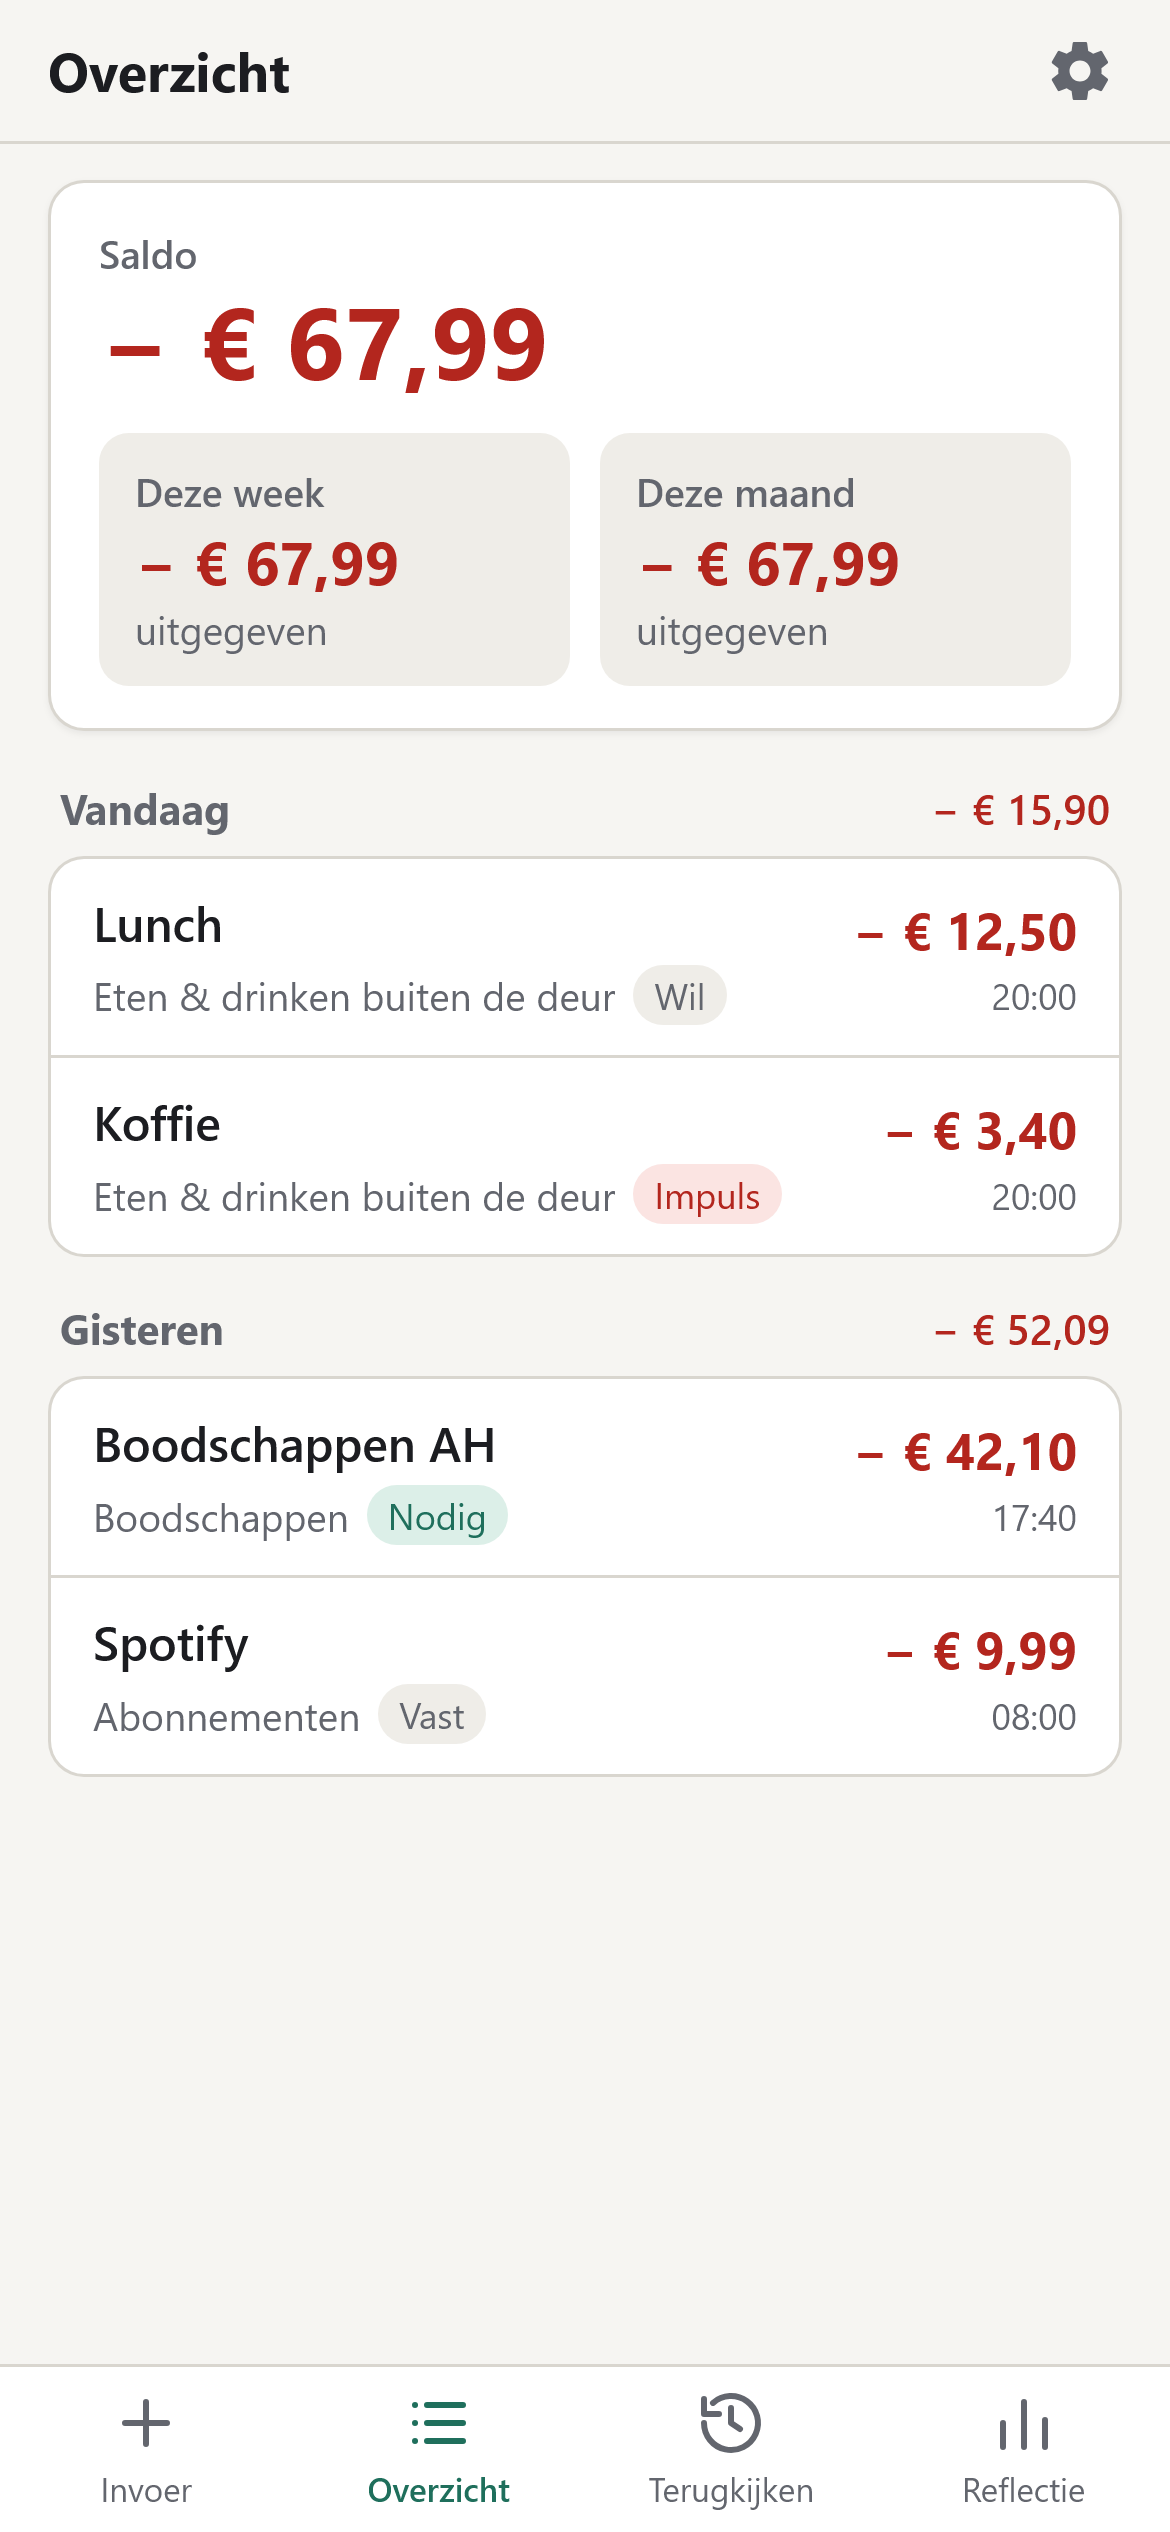 Overzicht
Saldo
– € 67,99
Deze week
– € 67,99
uitgegeven
Deze maand
– € 67,99
uitgegeven
Vandaag – € 15,90
Lunch – € 12,50
Eten & drinken buiten de deur Wil 20:00
Koffie – € 3,40
Eten & drinken buiten de deur Impuls 20:00
Gisteren – € 52,09
Boodschappen AH – € 42,10
Boodschappen Nodig 17:40
Spotify – € 9,99
Abonnementen Vast 08:00
Invoer Overzicht Terugkijken Reflectie